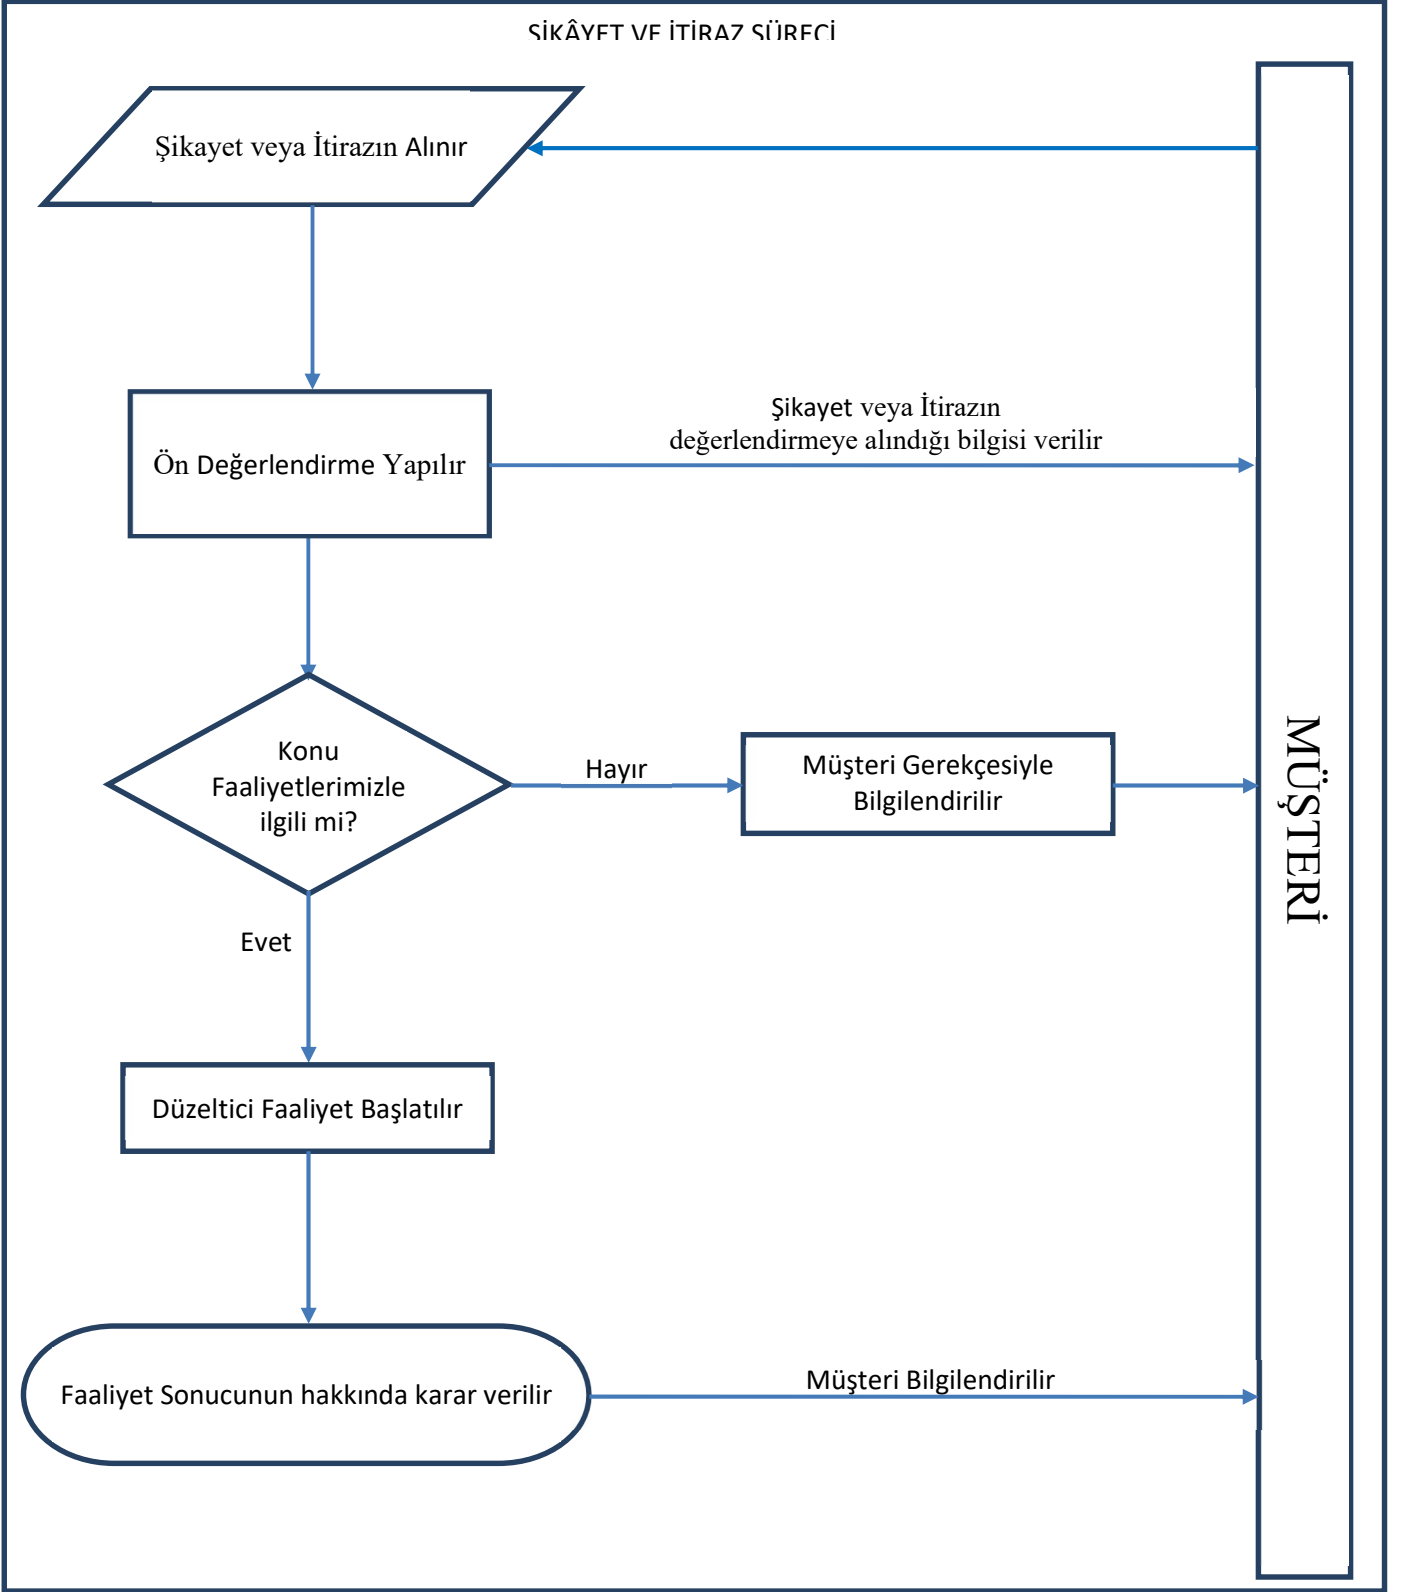 ŞİKÂYET VE İTİRAZ SÜRECİ
Şikayet veya İtirazın Alınır
Şikayet veya İtirazın
değerlendirmeye alındığı bilgisi verilir
Ön Değerlendirme Yapılır
Konu
Faaliyetlerimizle
ilgili mi?
Hayır
Müşteri Gerekçesiyle
Bilgilendirilir
MÜŞTERİ
Evet
Düzeltici Faaliyet Başlatılır
Faaliyet Sonucunun hakkında karar verilir
Müşteri Bilgilendirilir